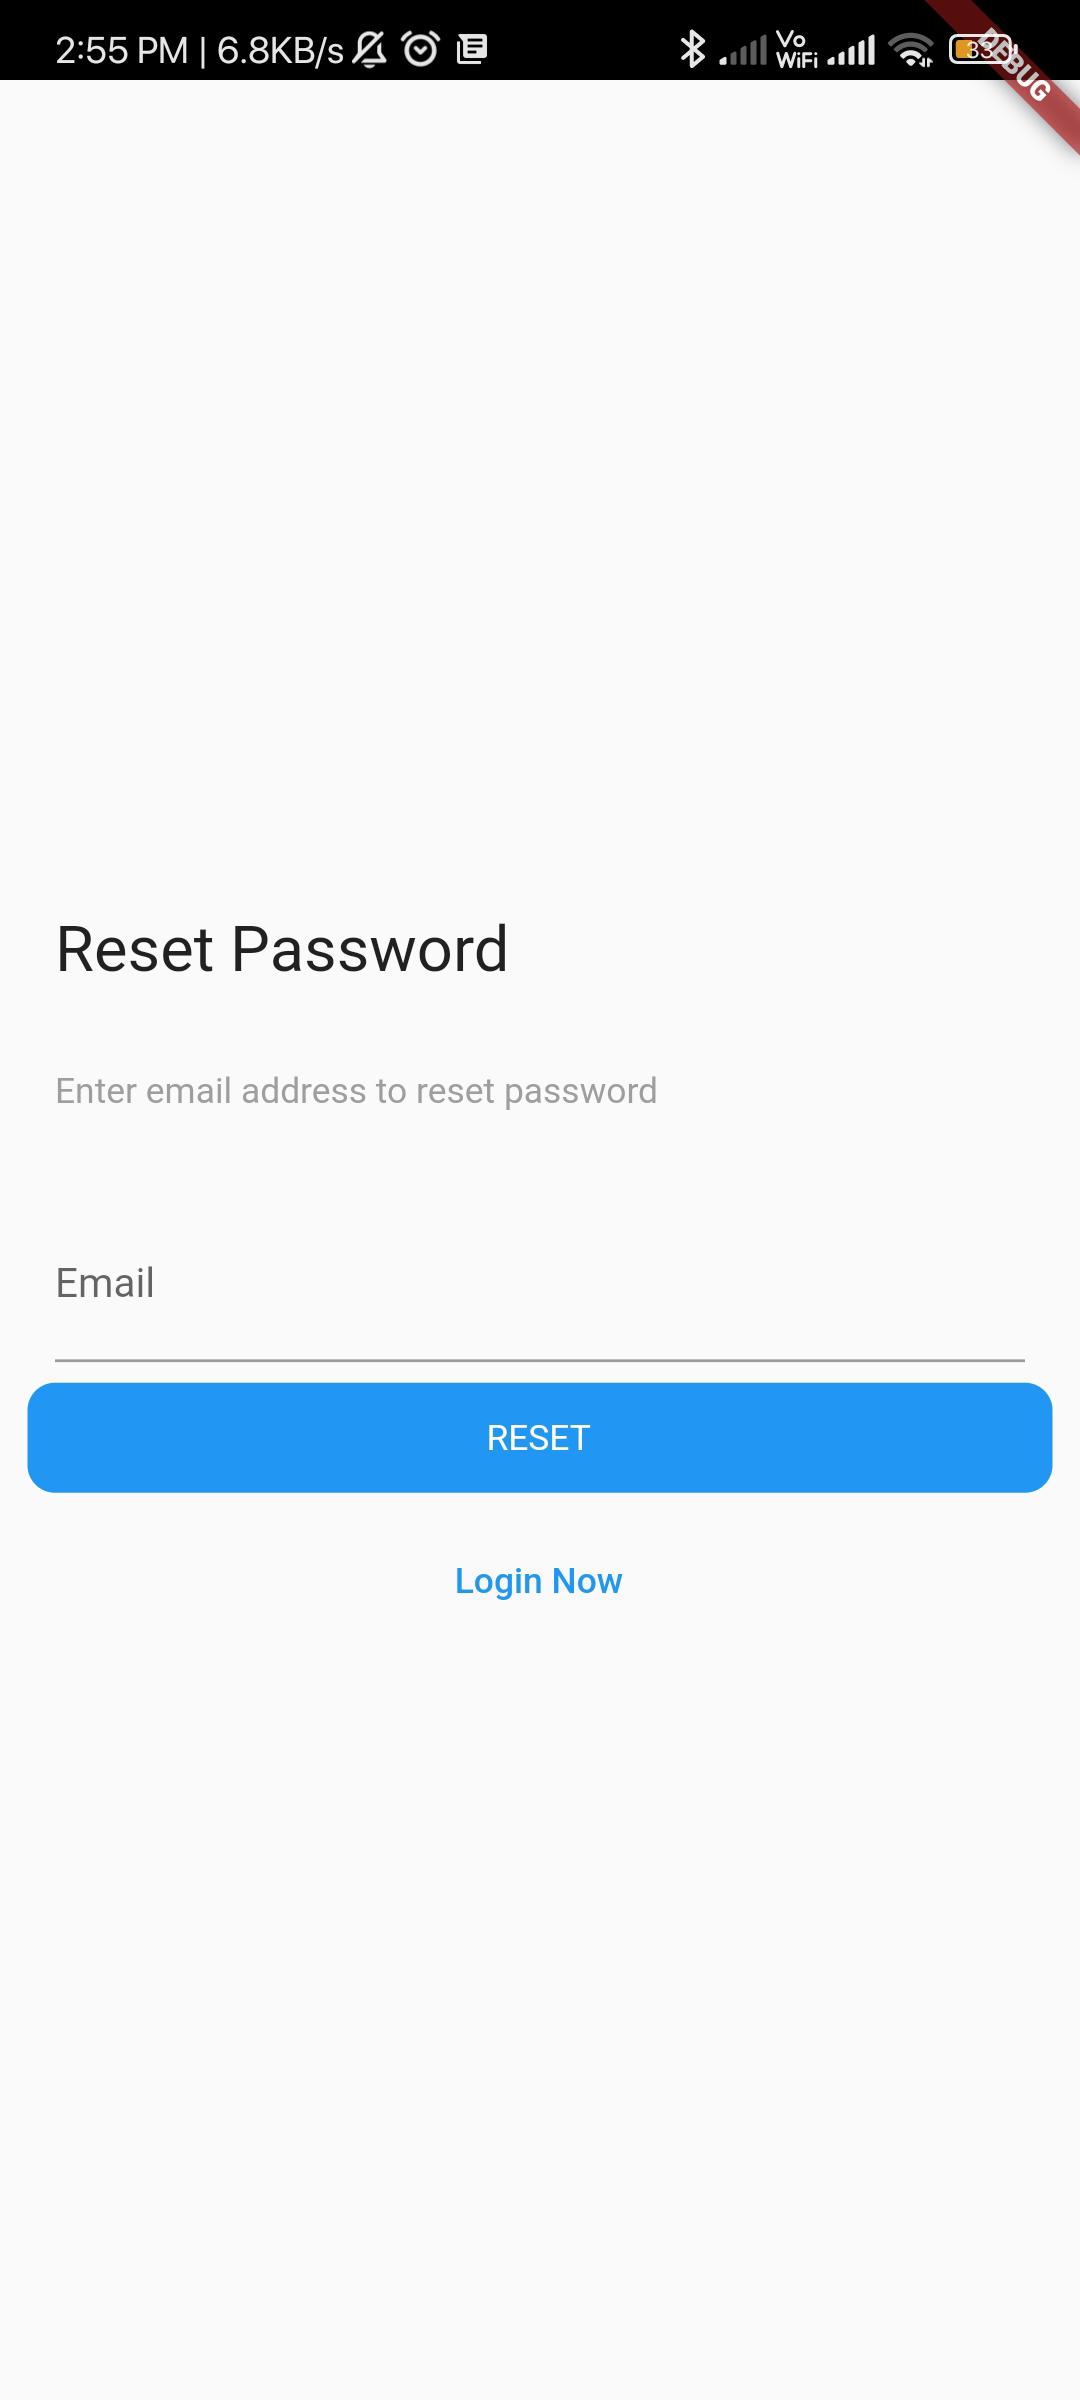 2:55 PM | 6.8KB/s
Vo
WiFi
33
DEBUG
Reset Password
Enter email address to reset password
Email
RESET
Login Now